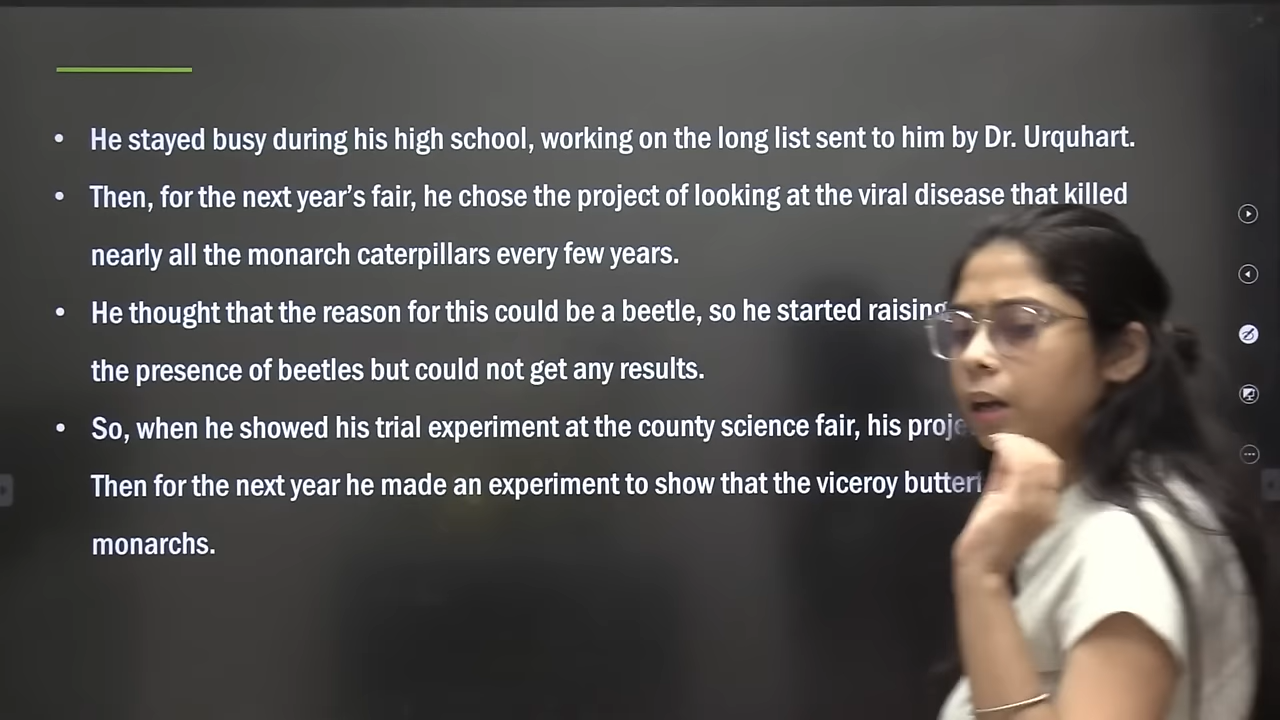 • He stayed busy during his high school, working on the long list sent to him by Dr. Urquhart.
• Then, for the next year’s fair, he chose the project of looking at the viral disease that killed
nearly all the monarch caterpillars every few years.
• He thought that the reason for this could be a beetle, so he started raising
the presence of beetles but could not get any results.
• So, when he showed his trial experiment at the county science fair, his
Then for the next year he made an experiment to show that the viceroy
monarchs.